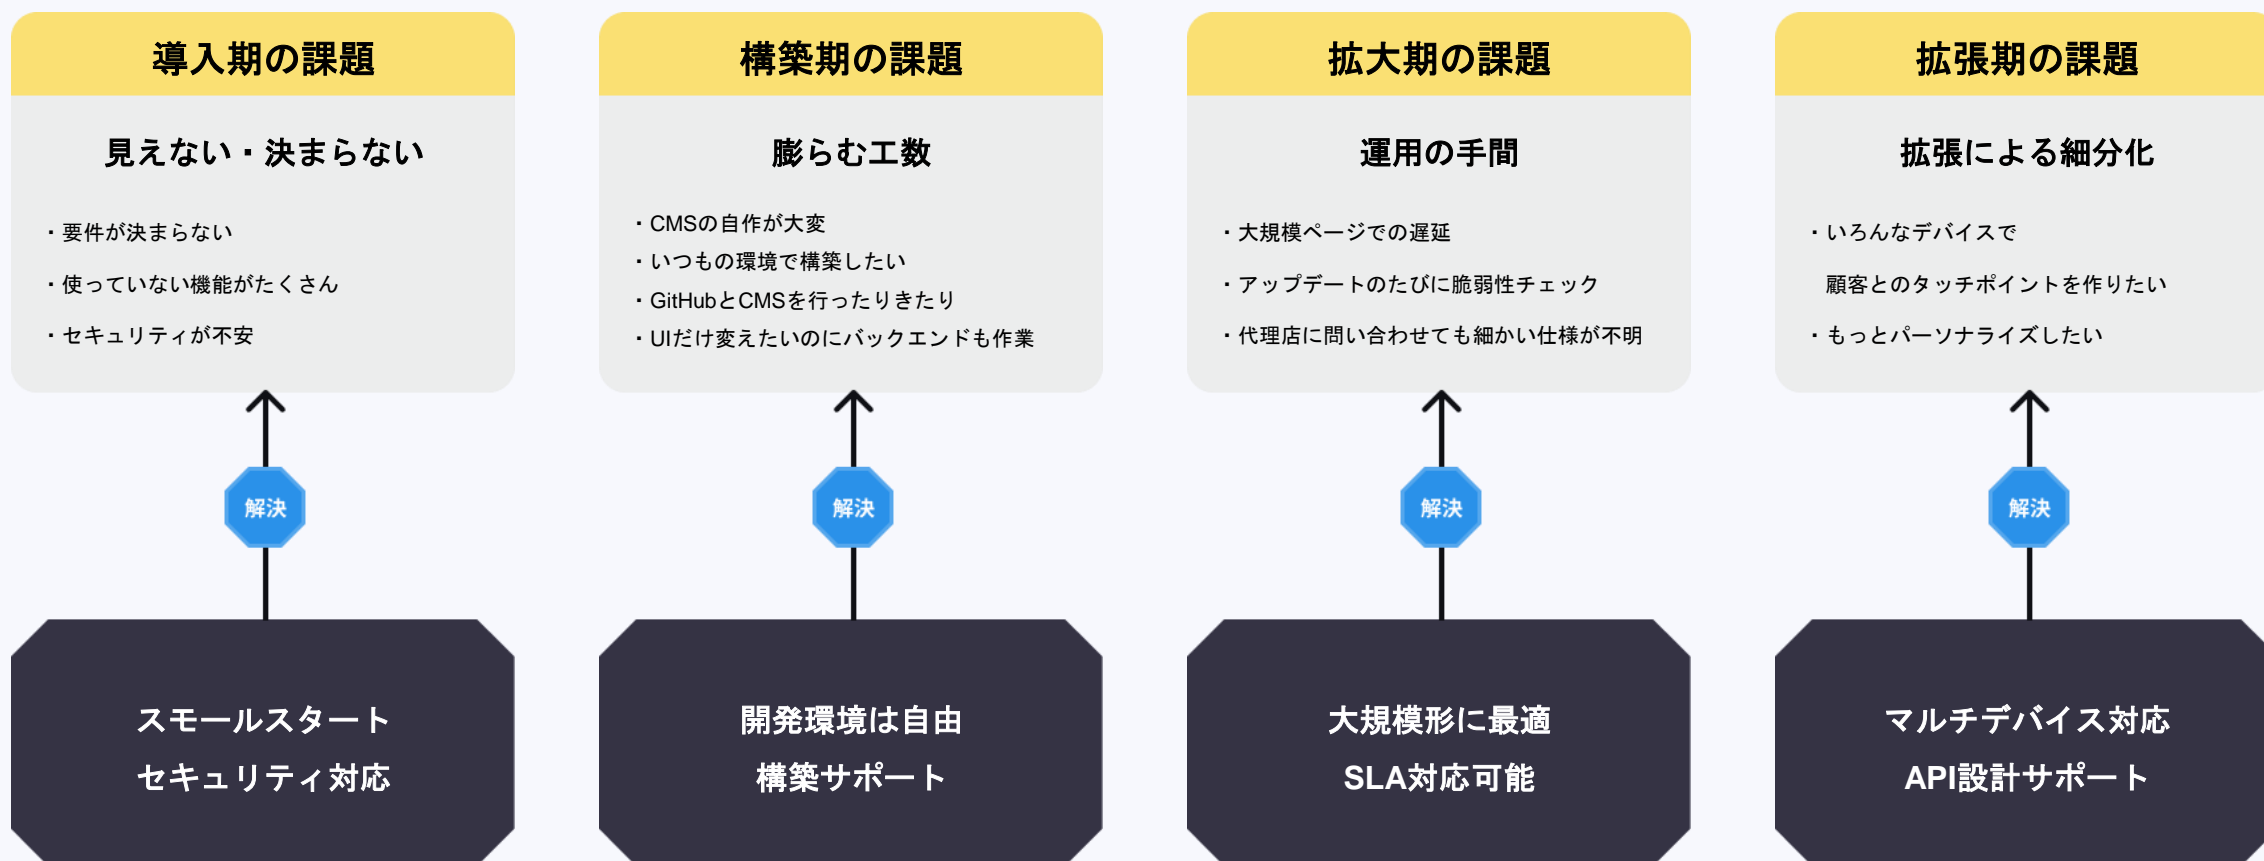 導入期の課題
見えない・決まらない
・要件が決まらない
・使っていない機能がたくさん
・セキュリティが不安
解決
スモールスタート
セキュリティ対応
構築期の課題
膨らむ工数
・CMSの自作が大変
・いつもの環境で構築したい
・GitHubとCMSを行ったりきたり
・UIだけ変えたいのにバックエンドも作業
解決
開発環境は自由
構築サポート
拡大期の課題
運用の手間
・大規模ページでの遅延
・アップデートのたびに脆弱性チェック
・代理店に問い合わせても細かい仕様が不明
解決
大規模形に最適
SLA対応可能
拡張期の課題
拡張による細分化
・いろんなデバイスで
顧客とのタッチポイントを作りたい
・もっとパーソナライズしたい
解決
マルチデバイス対応
API設計サポート